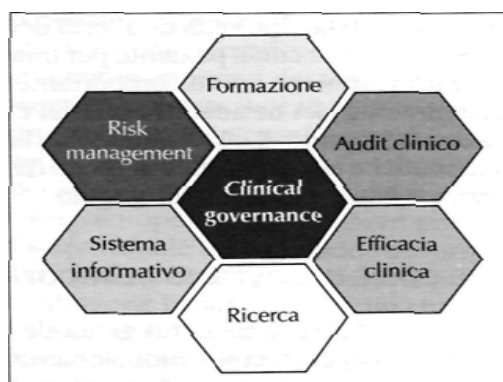 Formazione
Risk
management
Audit clinico
Clinical
governance
Sistema
informativo
Efficacia
clinica
Ricerca